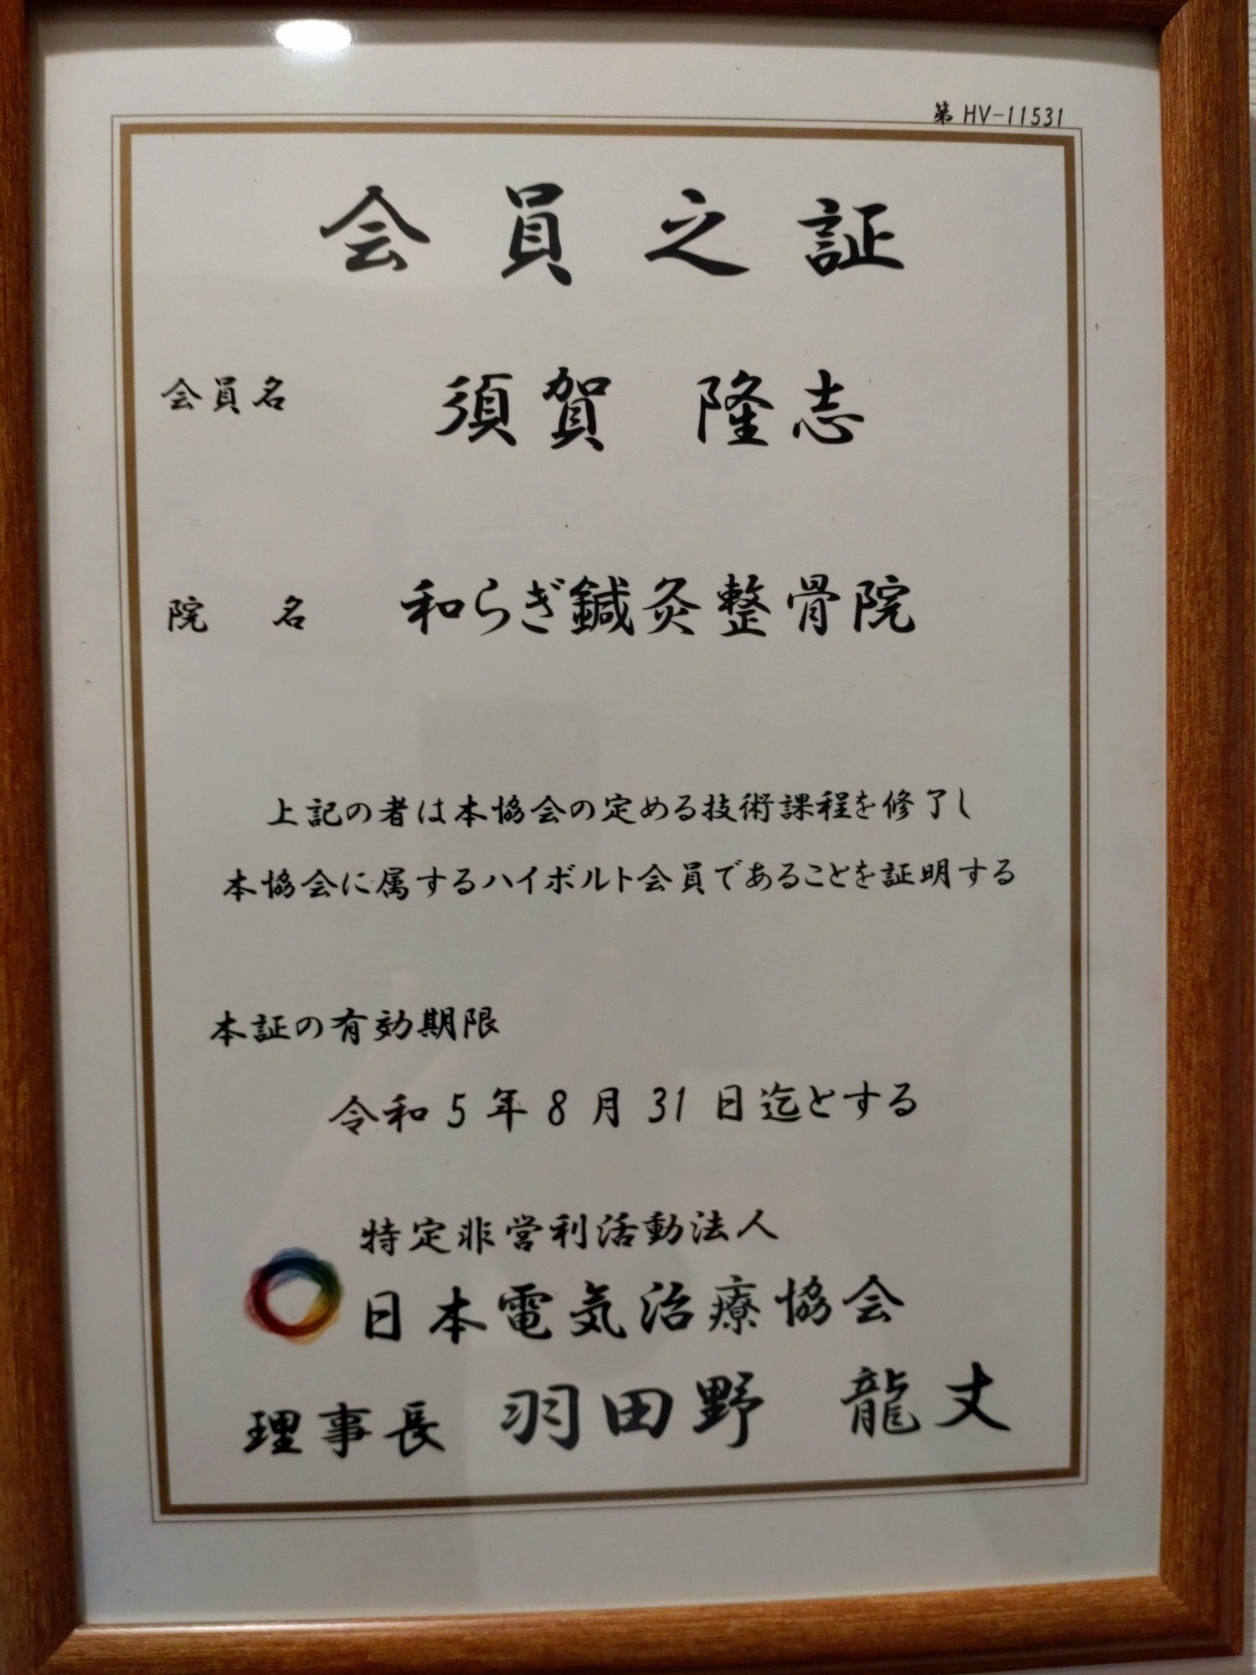 第 HV-11531
会員之証
会員名 須賀 隆志
院 名 和らぎ鍼灸整骨院
上記の者は本協会の定める技術課程を修了し
本協会に属するハイボルト会員であることを証明する
本証の有効期限
令和 5 年 8 月 31 日迄とする
特定非営利活動法人
日本電気治療協会
理事長 羽田野 龍丈